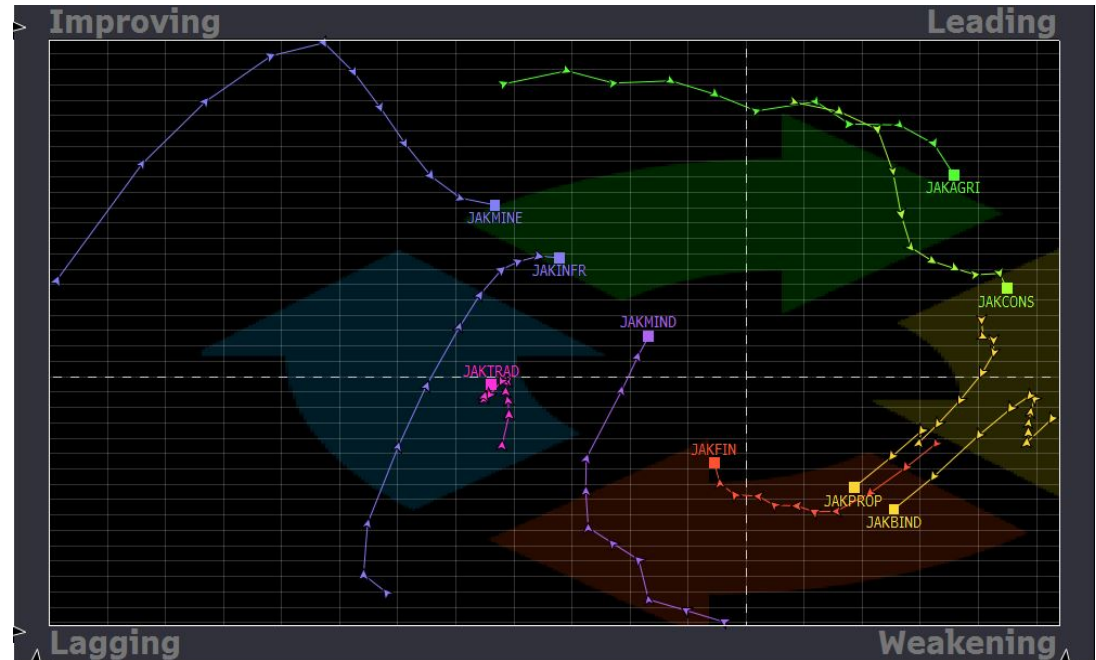 Improving
Leading
JAKAGRI
JAKMINE
JAKINFR
JAKCONS
JAKMIND
JAKTRAD
JAKFIN
JAKPROP
JAKBIND
Lagging
Weakening